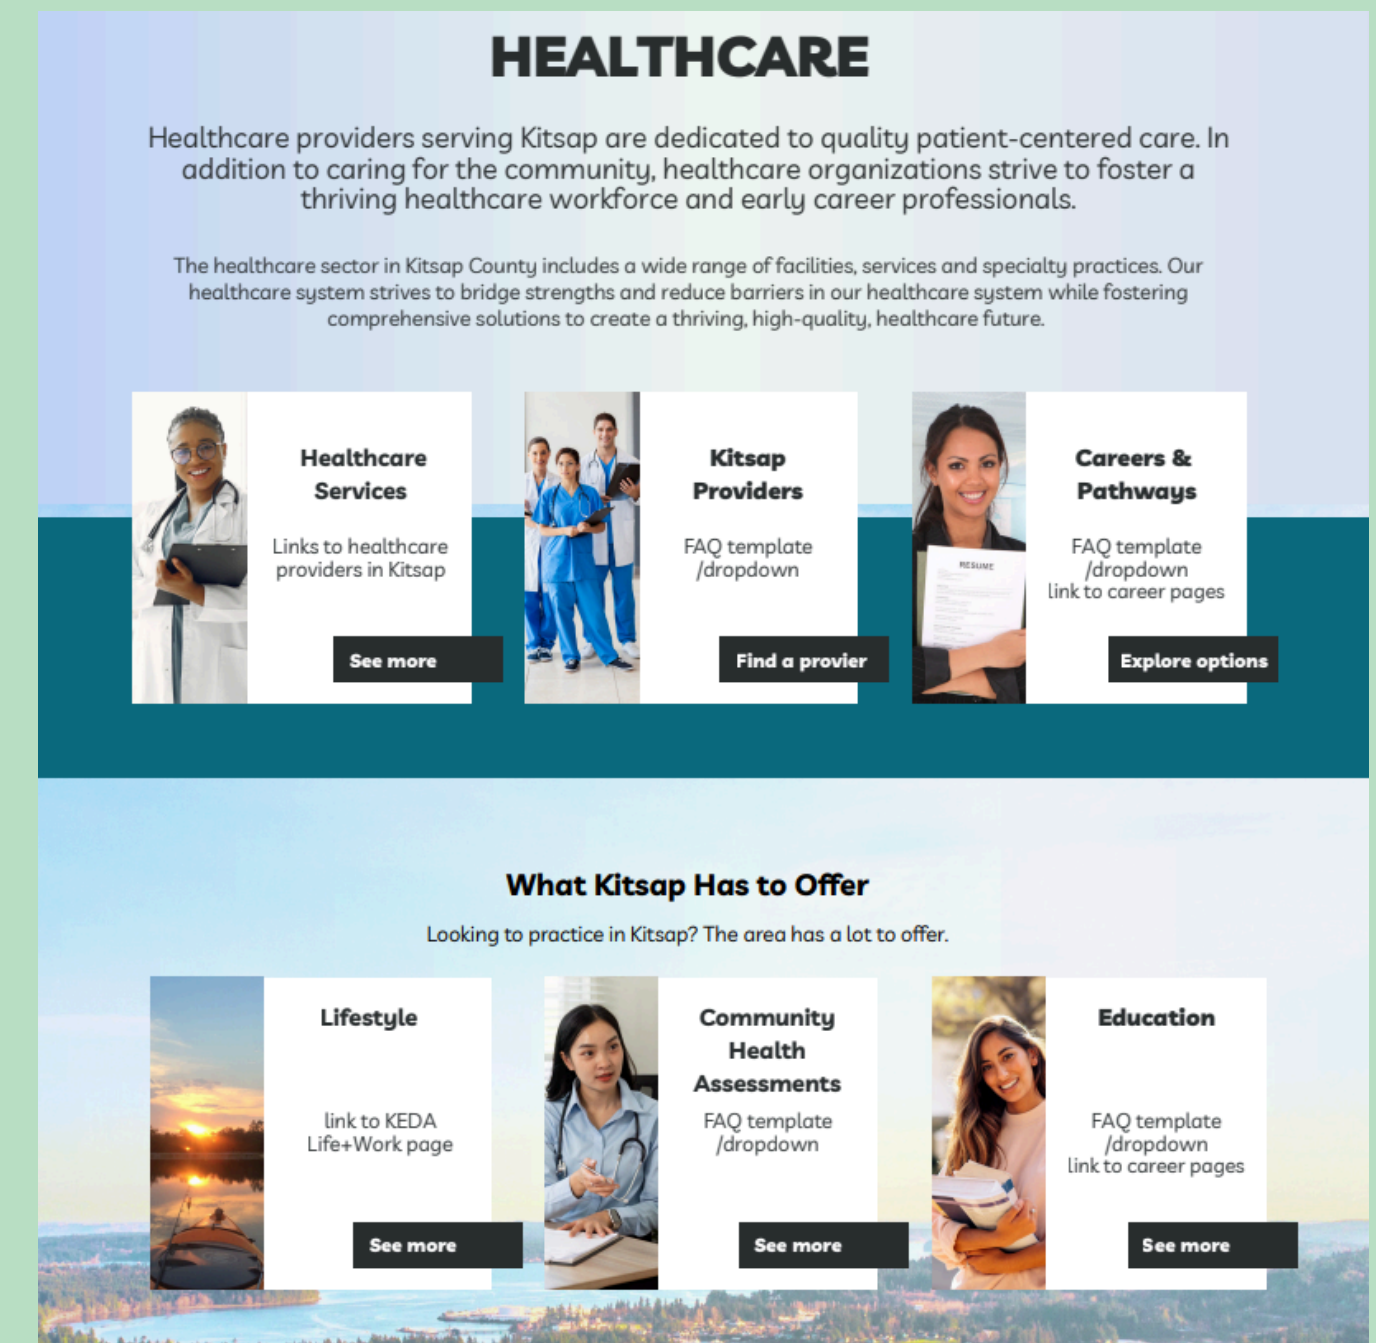 HEALTHCARE
Healthcare providers serving Kitsap are dedicated to quality patient-centered care. In
addition to caring for the community, healthcare organizations strive to foster a
thriving healthcare workforce and early career professionals.
The healthcare sector in Kitsap County includes a wide range of facilities, services and specialty practices. Our
healthcare system strives to bridge strengths and reduce barriers in our healthcare system while fostering
comprehensive solutions to create a thriving, high-quality, healthcare future.
Healthcare
Services
Links to healthcare
providers in Kitsap
See more
Kitsap
Providers
FAQ template
/dropdown
Find a provier
RESUME
Careers &
Pathways
FAQ template
/dropdown
link to career pages
Explore options
What Kitsap Has to Offer
Looking to practice in Kitsap? The area has a lot to offer.
Lifestyle
link to KEDA
Life+Work page
See more
Community
Health
Assessments
FAQ template
/dropdown
See more
Education
FAQ template
/dropdown
link to career pages
See more